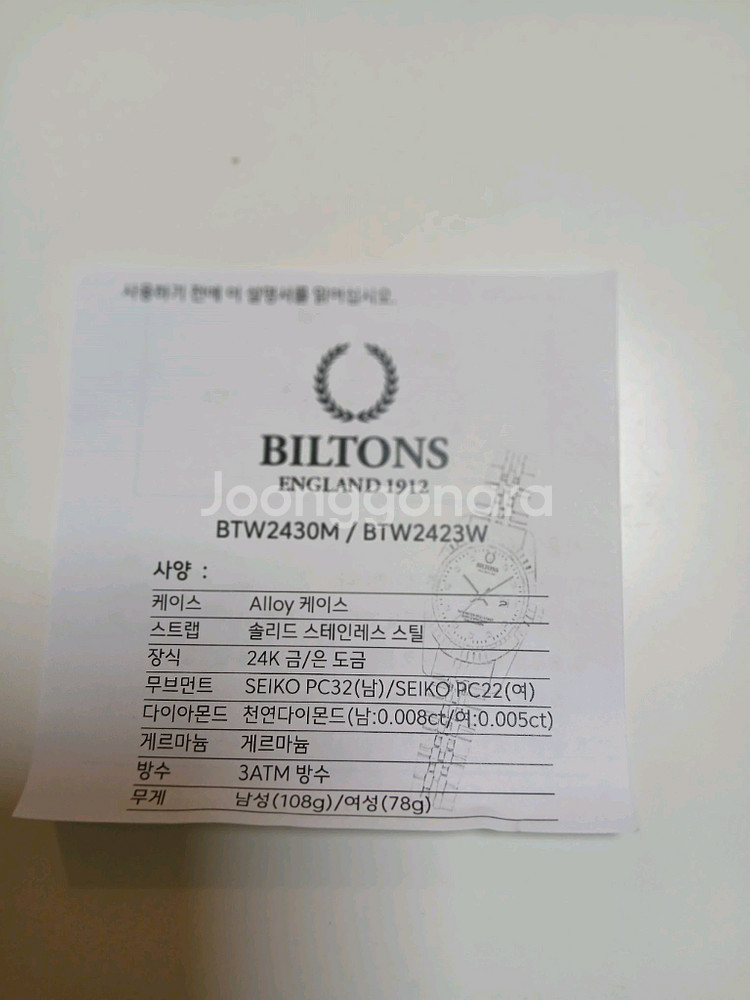 사용하기 전에 이 설명서를 읽어십시오.
BILTONS
ENGLAND 1912
Joonggonara
BTW2430M / BTW2423W
사양 :
케이스 Alloy 케이스
스트랩 솔리드 스테인레스 스틸
장식 24K 금/은 도금
무브먼트 SEIKO PC32(남)/SEIKO PC22(여)
다이아몬드 천연다이몬드(남:0.008ct/여:0.005ct)
게르마늄 게르마늄
방수 3ATM 방수
무게 남성(108g)/여성(78g)
BILTONS